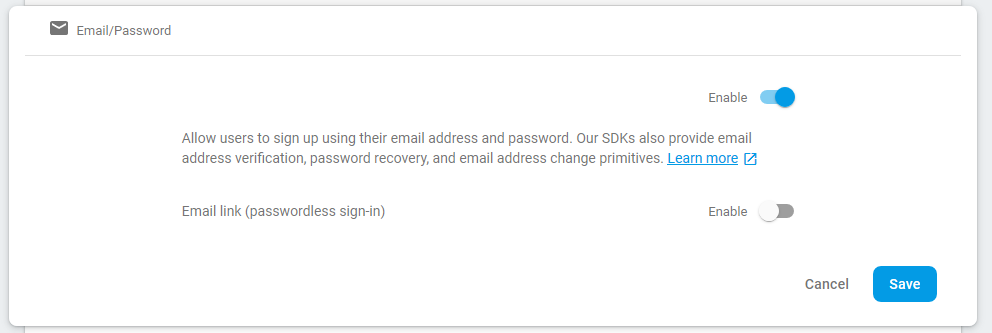 Email/Password
Enable
Allow users to sign up using their email address and password. Our SDKs also provide email
address verification, password recovery, and email address change primitives. Learn more
Email link (passwordless sign-in) Enable
Cancel Save